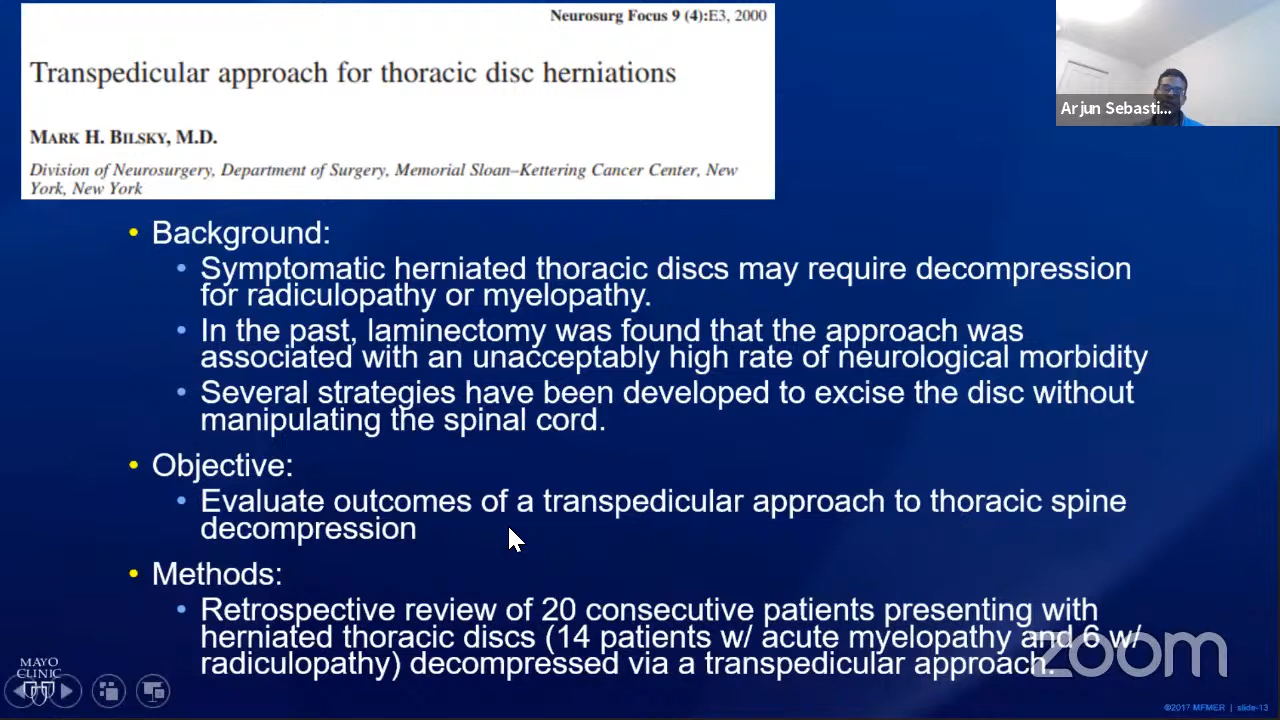 Neurosurg Focus 9 (4):E3, 2000
Transpedicular approach for thoracic disc herniations
MARK H. BILSKY, M.D.
Division of Neurosurgery, Department of Surgery, Memorial Sloan–Kettering Cancer Center, New
York, New York
Arjun Sebasti...
• Background:
• Symptomatic herniated thoracic discs may require decompression
for radiculopathy or myelopathy.
• In the past, laminectomy was found that the approach was
associated with an unacceptably high rate of neurological morbidity
• Several strategies have been developed to excise the disc without
manipulating the spinal cord.
• Objective:
• Evaluate outcomes of a transpedicular approach to thoracic spine
decompression
• Methods:
• Retrospective review of 20 consecutive patients presenting with
herniated thoracic discs (14 patients w/ acute myelopathy and 6 w/
radiculopathy) decompressed via a transpedicular approach.
zoom
MAYO
CLINIC
©2017 MFMER | slide-13